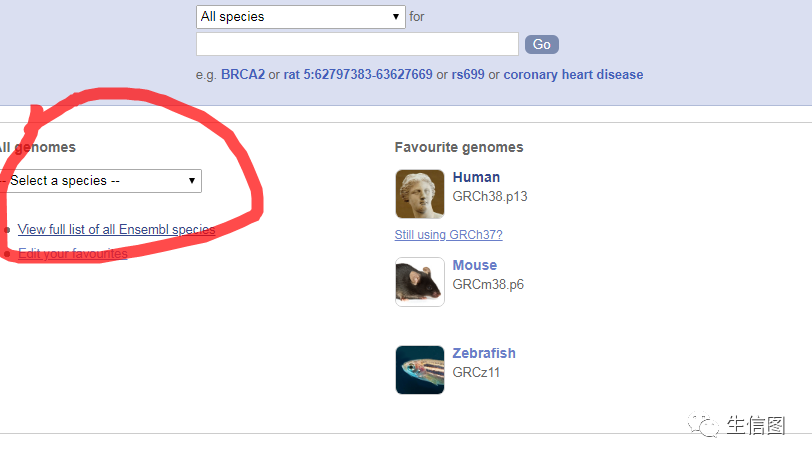 All species ▼ for
Go
e.g. BRCA2 or rat 5:62797383-63627669 or rs699 or coronary heart disease
All genomes
-- Select a species -- ▼
• View full list of all Ensembl species
• Edit your favourites
Favourite genomes
Human
GRCh38.p13
Still using GRCh37?
Mouse
GRCm38.p6
Zebrafish
GRCz11
生信图